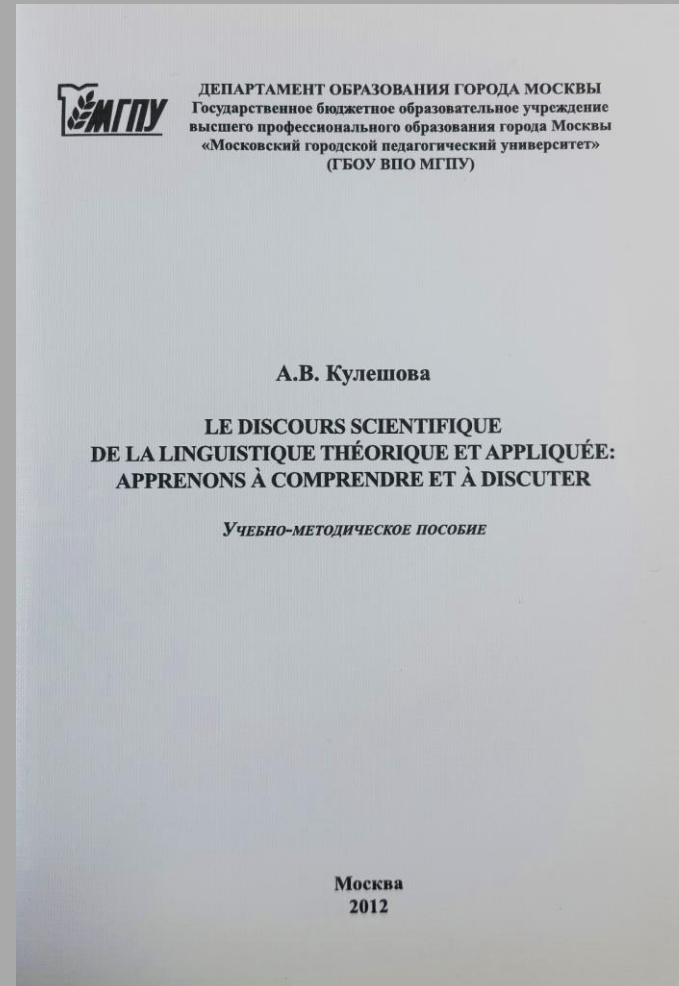 МГПУ
ДЕПАРТАМЕНТ ОБРАЗОВАНИЯ ГОРОДА МОСКВЫ
Государственное бюджетное образовательное учреждение
высшего профессионального образования города Москвы
«Московский городской педагогический университет»
(ГБОУ ВПО МГПУ)
А.В. Кулешова
LE DISCOURS SCIENTIFIQUE
DE LA LINGUISTIQUE THÉORIQUE ET APPLIQUÉE:
APPRENONS À COMPRENDRE ET À DISCUTER
УЧЕБНО-МЕТОДИЧЕСКОЕ ПОСОБИЕ
Москва
2012